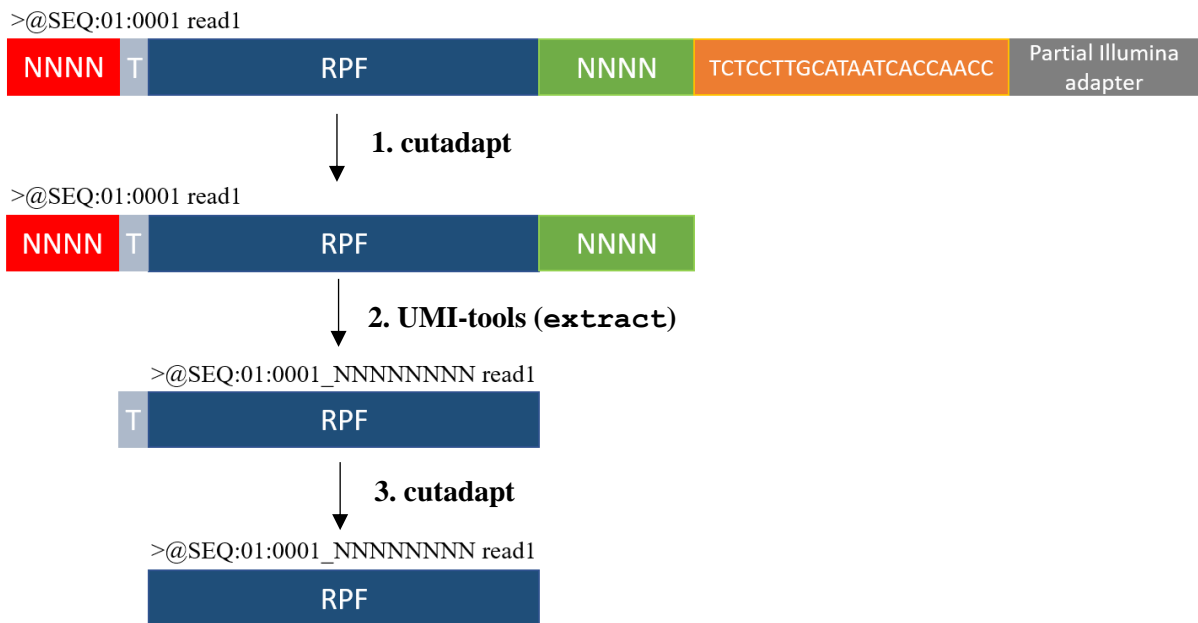 >@SEQ:01:0001 read1
NNNN T RPF NNNN TCTCCTTGCATAATCACCAACC Partial Illumina
adapter
1. cutadapt
>@SEQ:01:0001 read1
NNNN T RPF NNNN
2. UMI-tools (extract)
>@SEQ:01:0001_NNNNNNNN read1
T RPF
3. cutadapt
>@SEQ:01:0001_NNNNNNNN read1
RPF